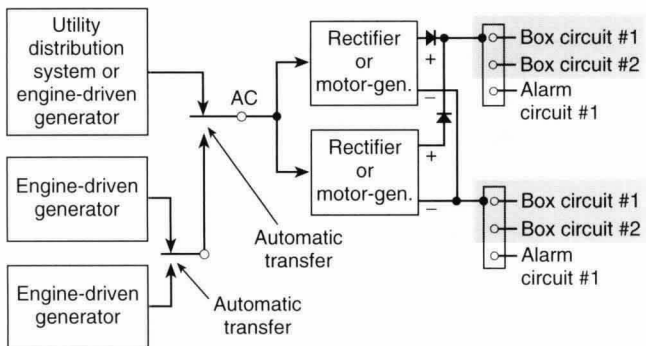 Utility
distribution
system or
engine-driven
generator
Engine-driven
generator
Engine-driven
generator
AC
Automatic
transfer
Automatic
transfer
Rectifier
or
motor-gen.
+
−
Rectifier
or
motor-gen.
+
−
Box circuit #1
Box circuit #2
Alarm
circuit #1
Box circuit #1
Box circuit #2
Alarm
circuit #1